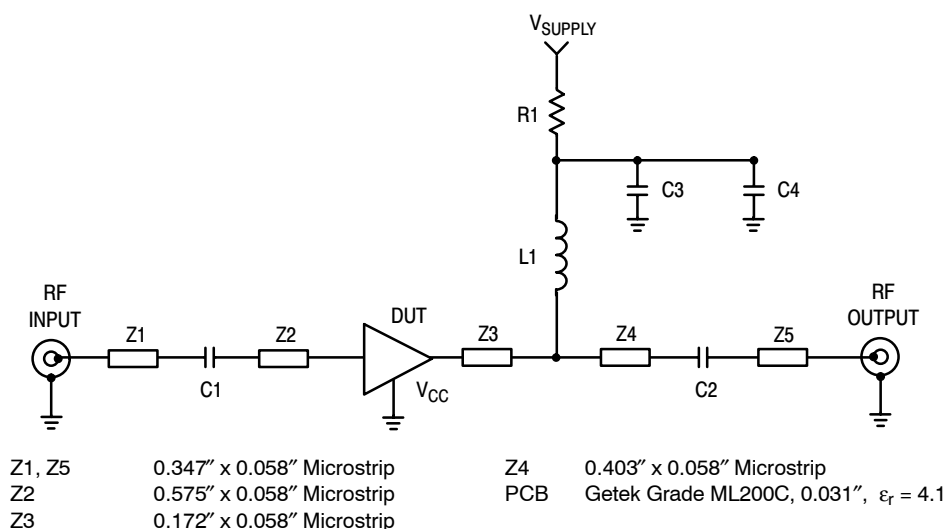 VSUPPLY
R1
C3
C4
L1
RF
INPUT
Z1
C1
Z2
DUT
VCC
Z3
Z4
C2
Z5
RF
OUTPUT
Z1, Z5 0.347″ x 0.058″ Microstrip
Z2 0.575″ x 0.058″ Microstrip
Z3 0.172″ x 0.058″ Microstrip
Z4 0.403″ x 0.058″ Microstrip
PCB Getek Grade ML200C, 0.031″, εr = 4.1